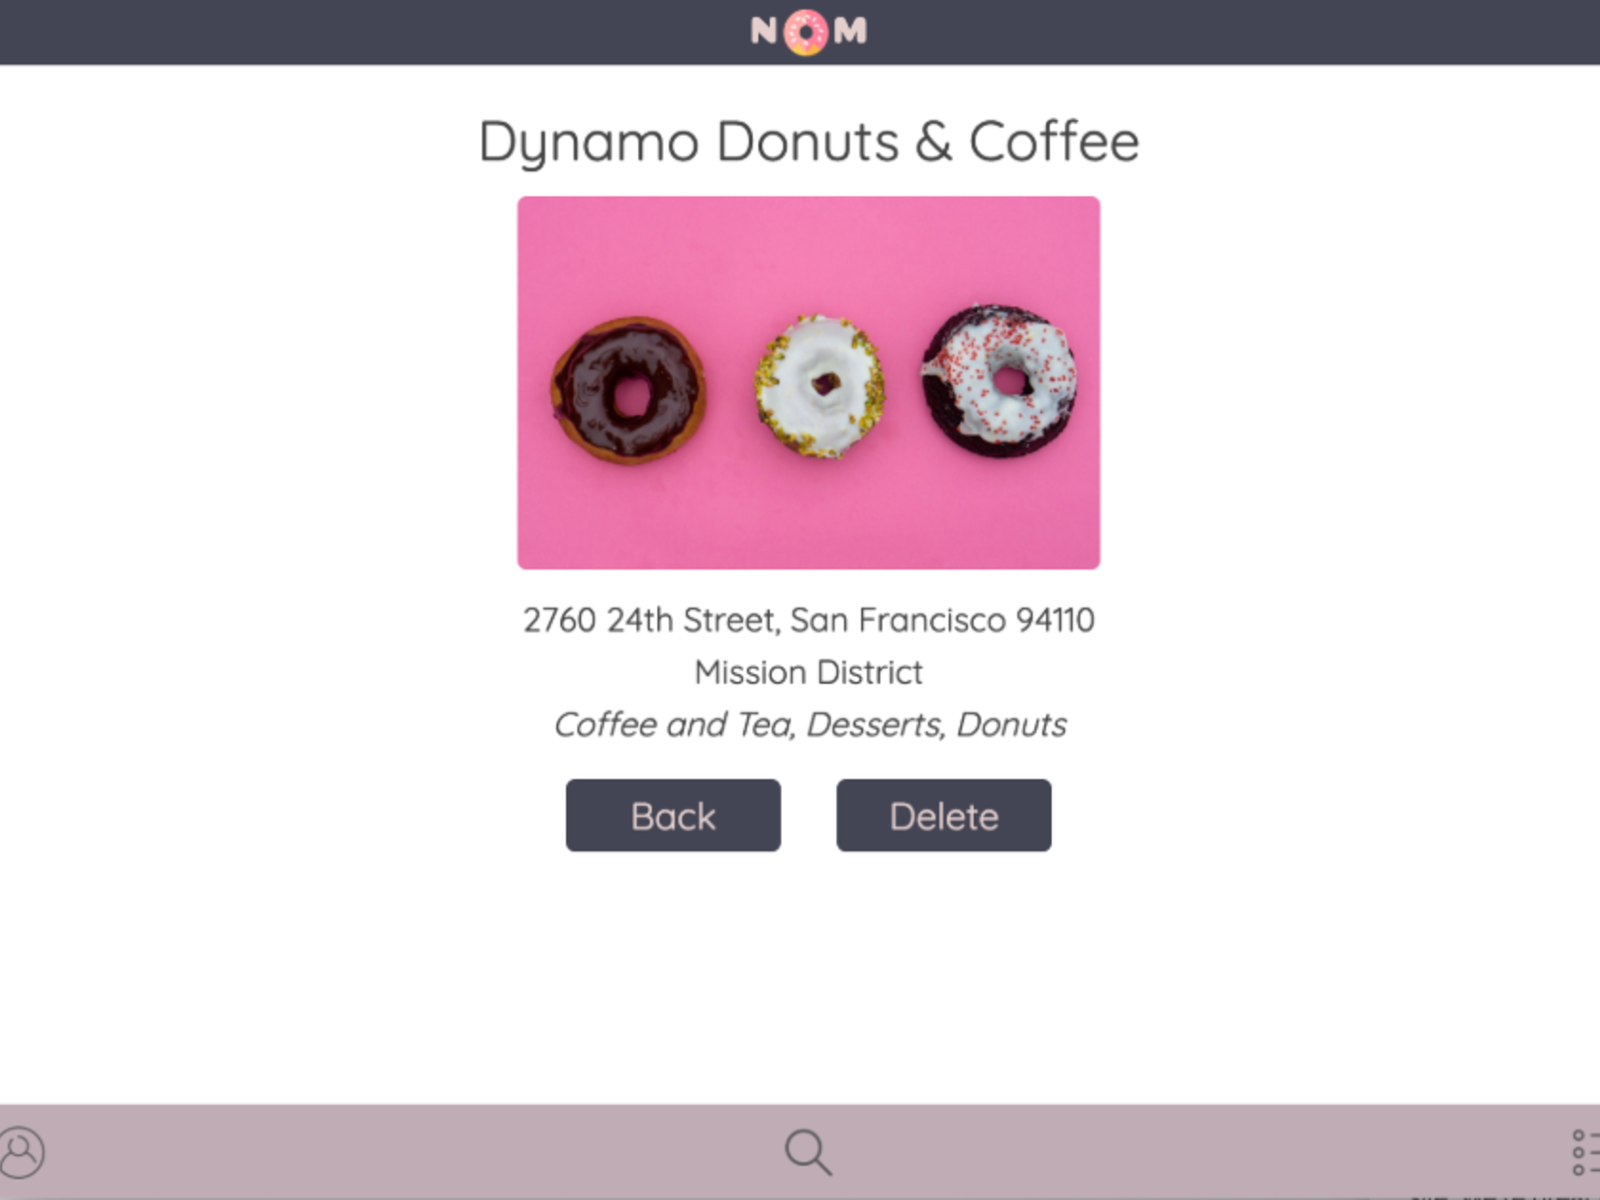 NOM
Dynamo Donuts & Coffee
2760 24th Street, San Francisco 94110
Mission District
Coffee and Tea, Desserts, Donuts
Back
Delete